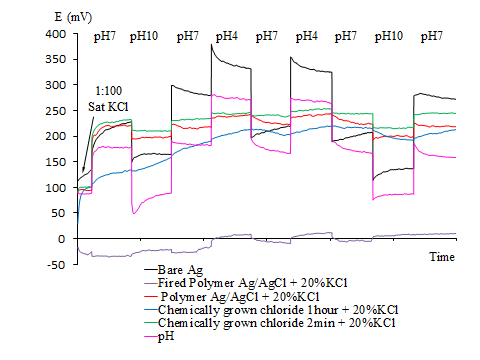 E (mV)
400
pH7 pH10 pH7 pH4 pH7 pH4 pH7 pH10 pH7
350
300
1:100
Sat KCl
250
200
150
100
50
0
Time
-50
Bare Ag
Fired Polymer Ag/AgCl + 20%KCl
Polymer Ag/AgCl + 20%KCl
Chemically grown chloride 1hour + 20%KCl
Chemically grown chloride 2min + 20%KCl
pH